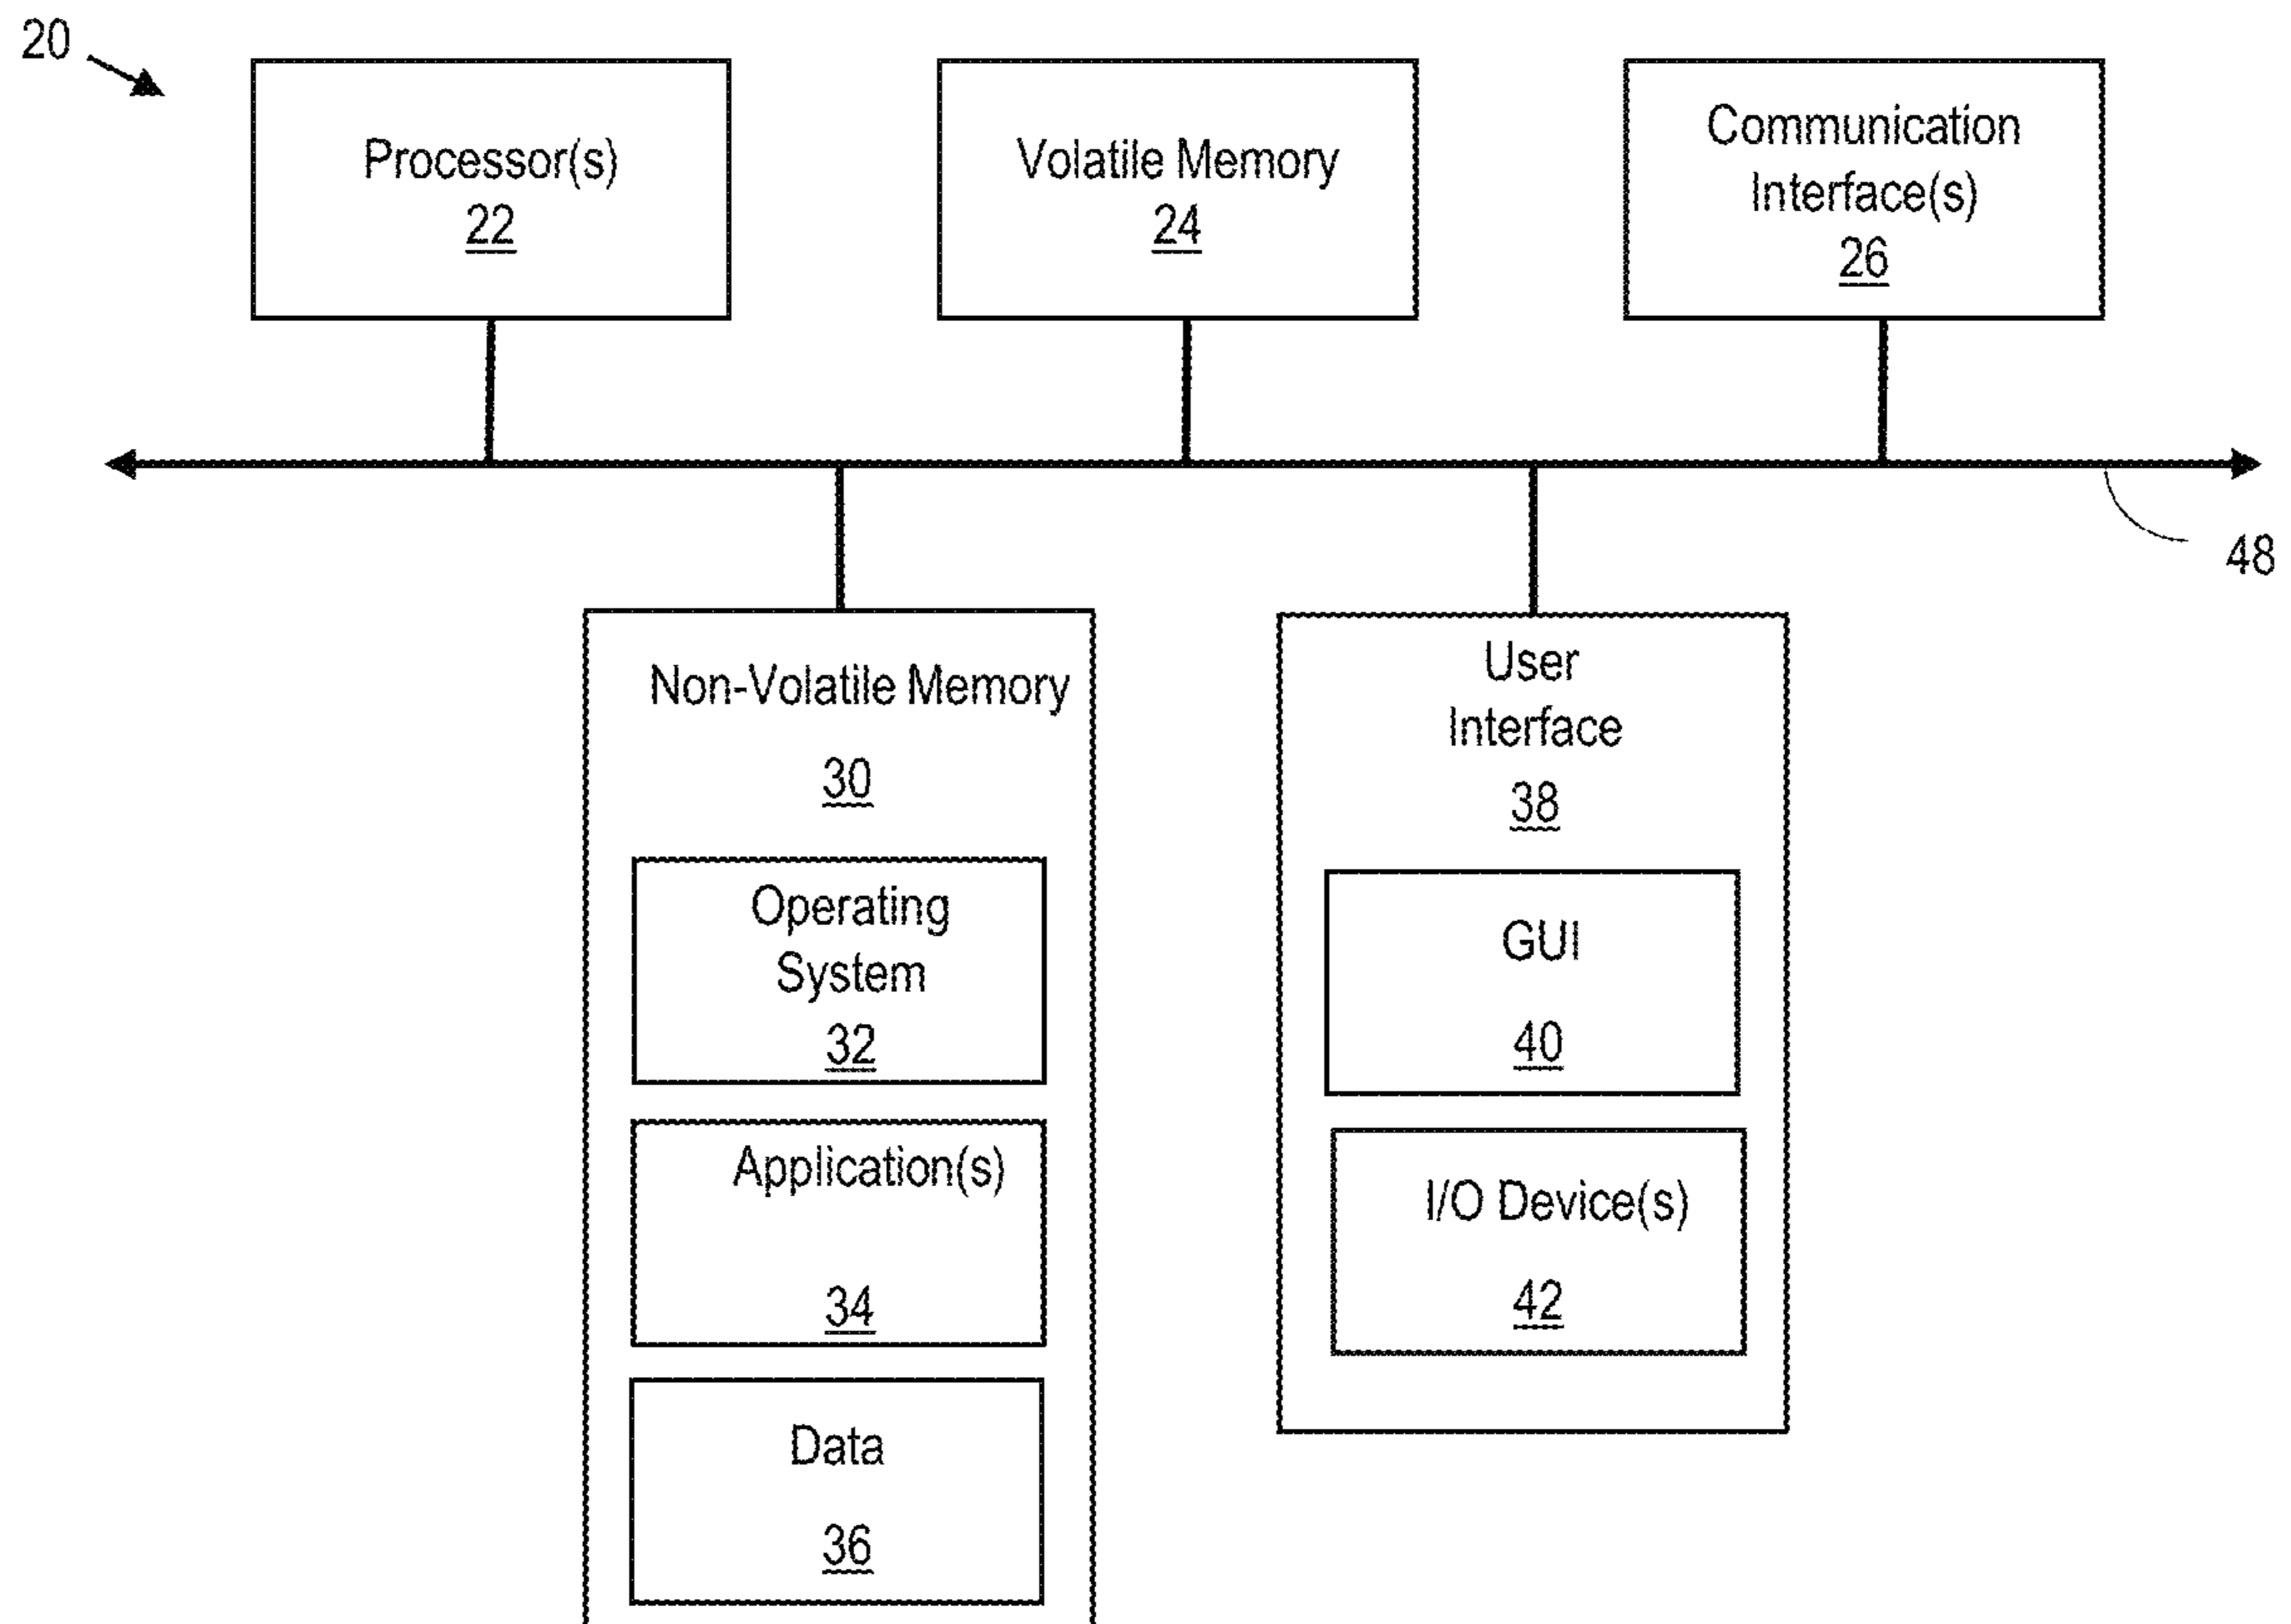 20
Processor(s)
22
Volatile Memory
24
Communication
Interface(s)
26
48
Non-Volatile Memory
30
Operating
System
32
Application(s)
34
Data
36
User
Interface
38
GUI
40
I/O Device(s)
42